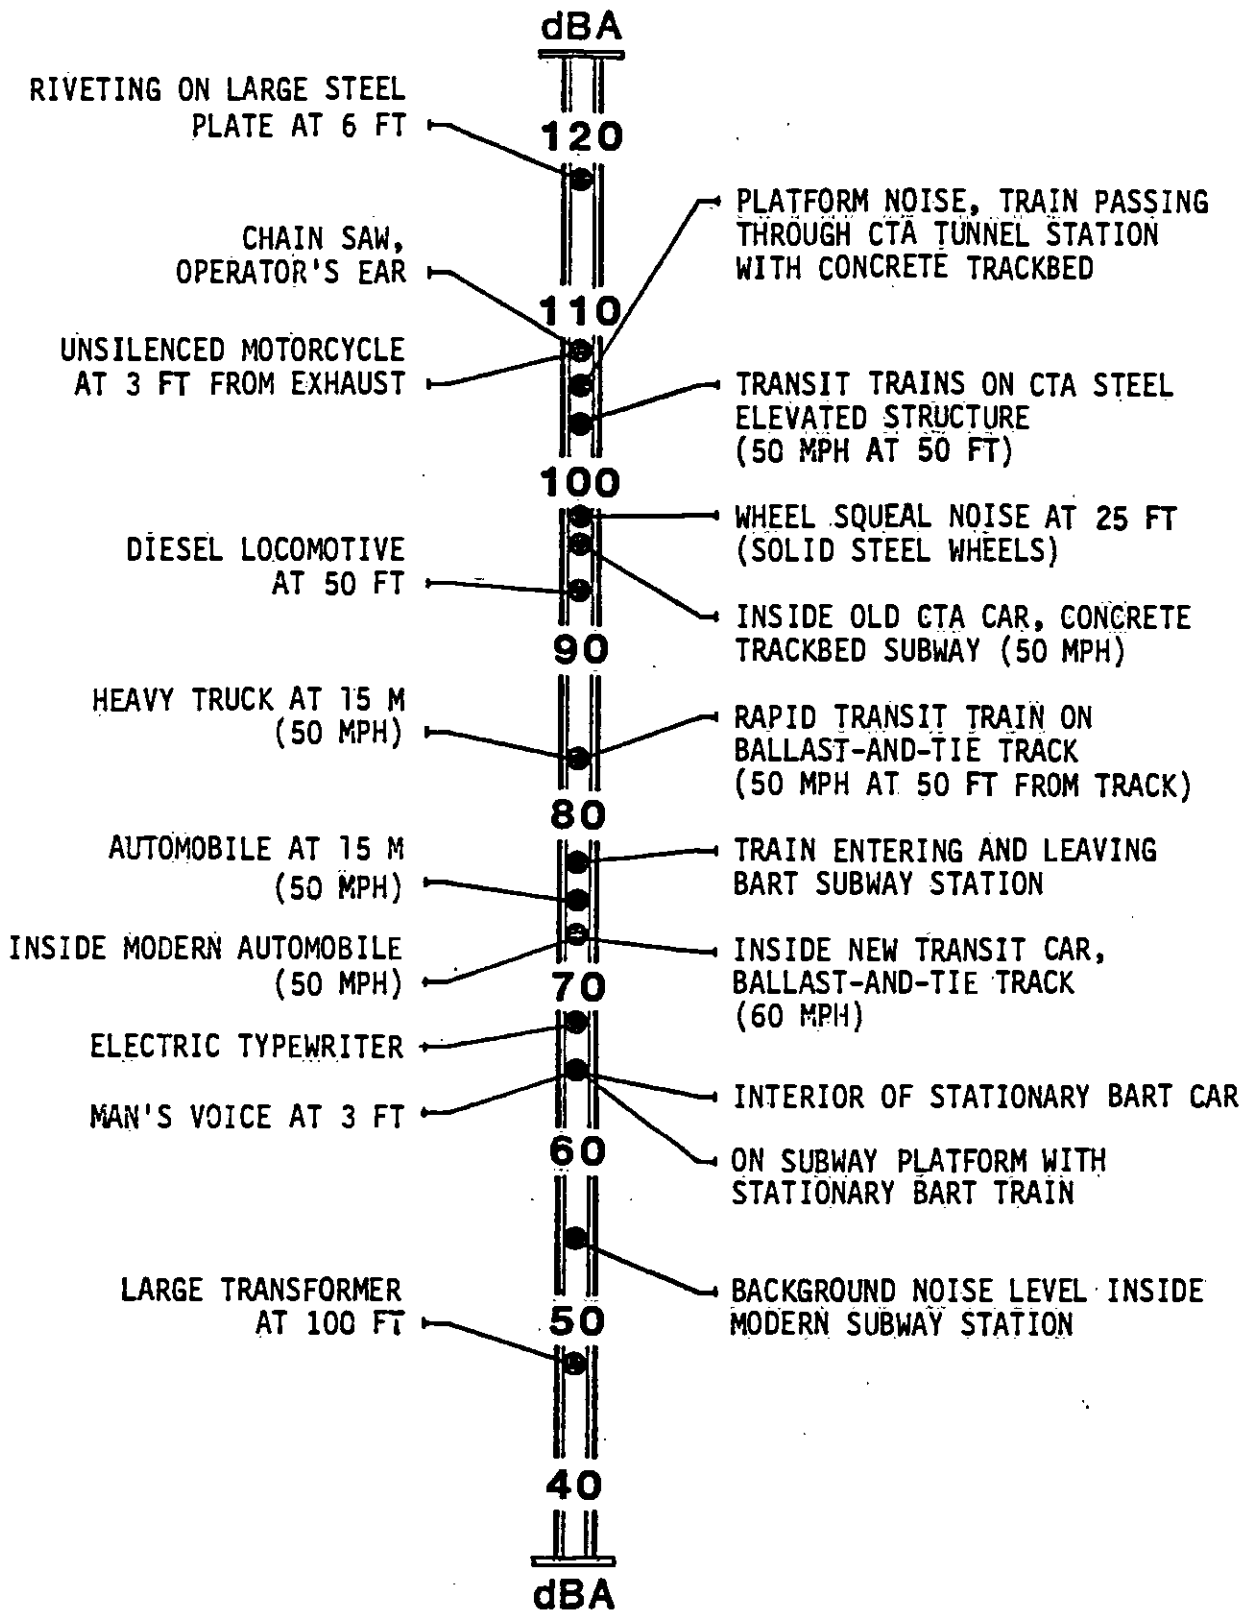 dBA
RIVETING ON LARGE STEEL
PLATE AT 6 FT
120
PLATFORM NOISE, TRAIN PASSING
THROUGH CTA TUNNEL STATION
WITH CONCRETE TRACKBED
CHAIN SAW,
OPERATOR'S EAR
110
UNSILENCED MOTORCYCLE
AT 3 FT FROM EXHAUST
TRANSIT TRAINS ON CTA STEEL
ELEVATED STRUCTURE
(50 MPH AT 50 FT)
100
WHEEL SQUEAL NOISE AT 25 FT
(SOLID STEEL WHEELS)
DIESEL LOCOMOTIVE
AT 50 FT
INSIDE OLD CTA CAR, CONCRETE
TRACKBED SUBWAY (50 MPH)
90
HEAVY TRUCK AT 15 M
(50 MPH)
RAPID TRANSIT TRAIN ON
BALLAST-AND-TIE TRACK
(50 MPH AT 50 FT FROM TRACK)
80
AUTOMOBILE AT 15 M
(50 MPH)
TRAIN ENTERING AND LEAVING
BART SUBWAY STATION
INSIDE MODERN AUTOMOBILE
(50 MPH)
INSIDE NEW TRANSIT CAR,
BALLAST-AND-TIE TRACK
(60 MPH)
70
ELECTRIC TYPEWRITER
MAN'S VOICE AT 3 FT
INTERIOR OF STATIONARY BART CAR
60
ON SUBWAY PLATFORM WITH
STATIONARY BART TRAIN
LARGE TRANSFORMER
AT 100 FT
BACKGROUND NOISE LEVEL INSIDE
MODERN SUBWAY STATION
50
40
dBA